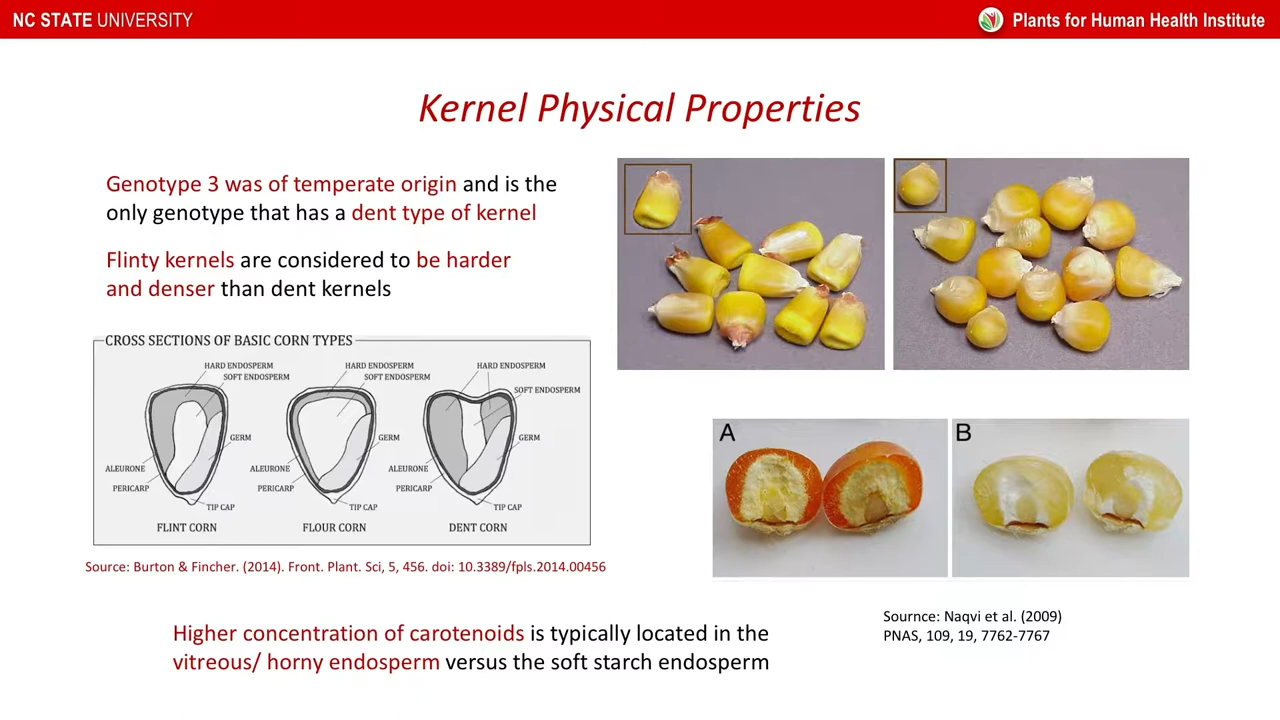 NC STATE UNIVERSITY
Plants for Human Health Institute
Kernel Physical Properties
Genotype 3 was of temperate origin and is the
only genotype that has a dent type of kernel
Flinty kernels are considered to be harder
and denser than dent kernels
CROSS SECTIONS OF BASIC CORN TYPES
HARD ENDOSPERM
SOFT ENDOSPERM
GERM
ALEURONE
PERICARP
TIP CAP
FLINT CORN
HARD ENDOSPERM
SOFT ENDOSPERM
GERM
ALEURONE
PERICARP
TIP CAP
FLOUR CORN
HARD ENDOSPERM
SOFT ENDOSPERM
GERM
ALEURONE
PERICARP
TIP CAP
DENT CORN
Source: Burton & Fincher. (2014). Front. Plant. Sci, 5, 456. doi: 10.3389/fpls.2014.00456
A
B
Sournce: Naqvi et al. (2009)
PNAS, 109, 19, 7762-7767
Higher concentration of carotenoids is typically located in the
vitreous/ horny endosperm versus the soft starch endosperm